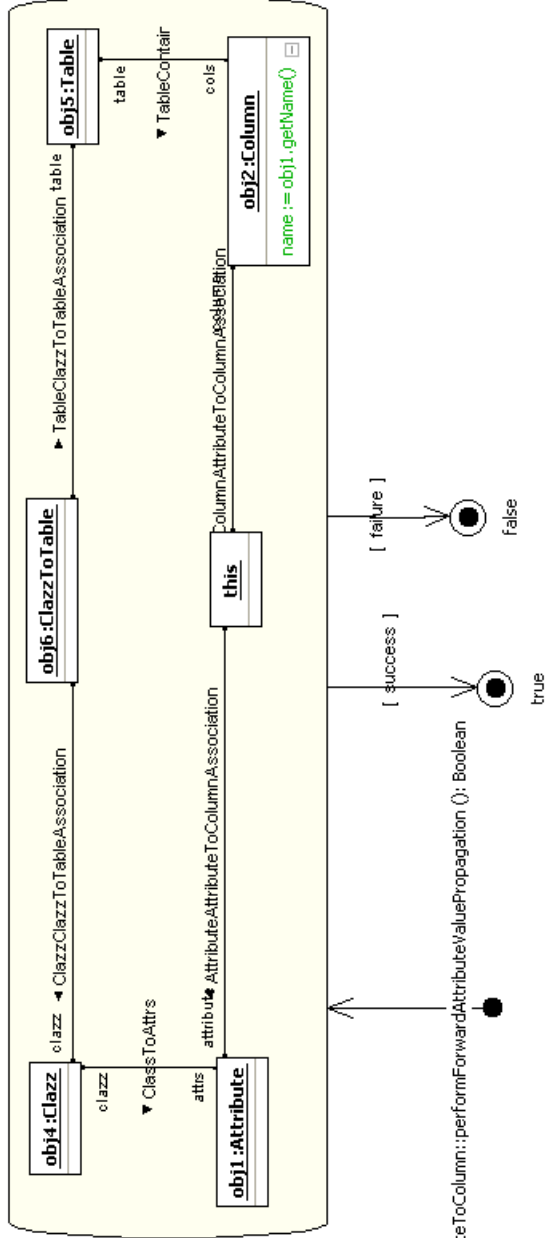 obj4:Clazz
clazz
◄ ClazzClazzToTableAssociation
obj6:ClazzToTable
► TableClazzToTableAssociation
table
obj5:Table
clazz
▼ ClassToAttrs
attrs
table
▼ TableContain
cols
obj1:Attribute
attribute
AttributeAttributeToColumnAssociation
this
ColumnAttributeToColumnAssociation
obj2:Column
name := obj1.getName()
[ success ]
[ failure ]
true
false
eToColumn::performForwardAttributeValuePropagation (): Boolean